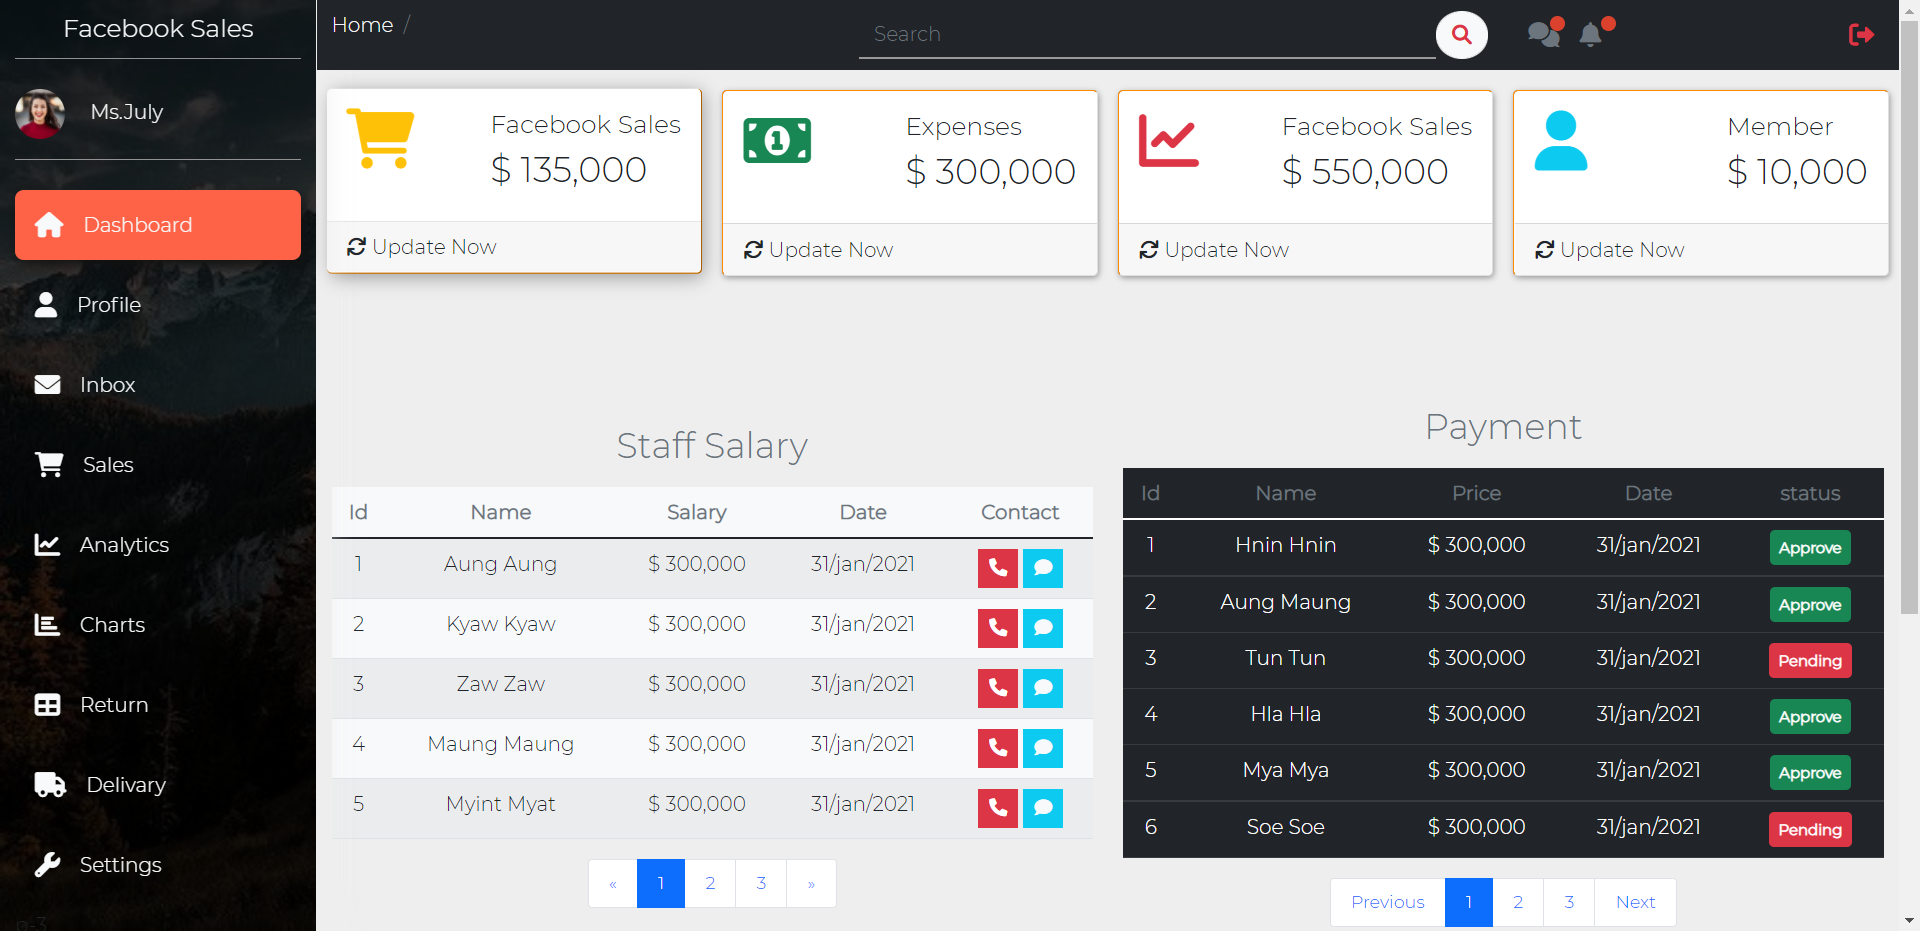 Facebook Sales
Ms.July
Dashboard
Profile
Inbox
Sales
Analytics
Charts
Return
Delivary
Settings
Home /
Search
Facebook Sales
$ 135,000
Update Now
Expenses
$ 300,000
Update Now
Facebook Sales
$ 550,000
Update Now
Member
$ 10,000
Update Now
Staff Salary
Id Name Salary Date Contact
1 Aung Aung $ 300,000 31/jan/2021
2 Kyaw Kyaw $ 300,000 31/jan/2021
3 Zaw Zaw $ 300,000 31/jan/2021
4 Maung Maung $ 300,000 31/jan/2021
5 Myint Myat $ 300,000 31/jan/2021
« 1 2 3 »
Payment
Id Name Price Date status
1 Hnin Hnin $ 300,000 31/jan/2021 Approve
2 Aung Maung $ 300,000 31/jan/2021 Approve
3 Tun Tun $ 300,000 31/jan/2021 Pending
4 Hla Hla $ 300,000 31/jan/2021 Approve
5 Mya Mya $ 300,000 31/jan/2021 Approve
6 Soe Soe $ 300,000 31/jan/2021 Pending
Previous 1 2 3 Next